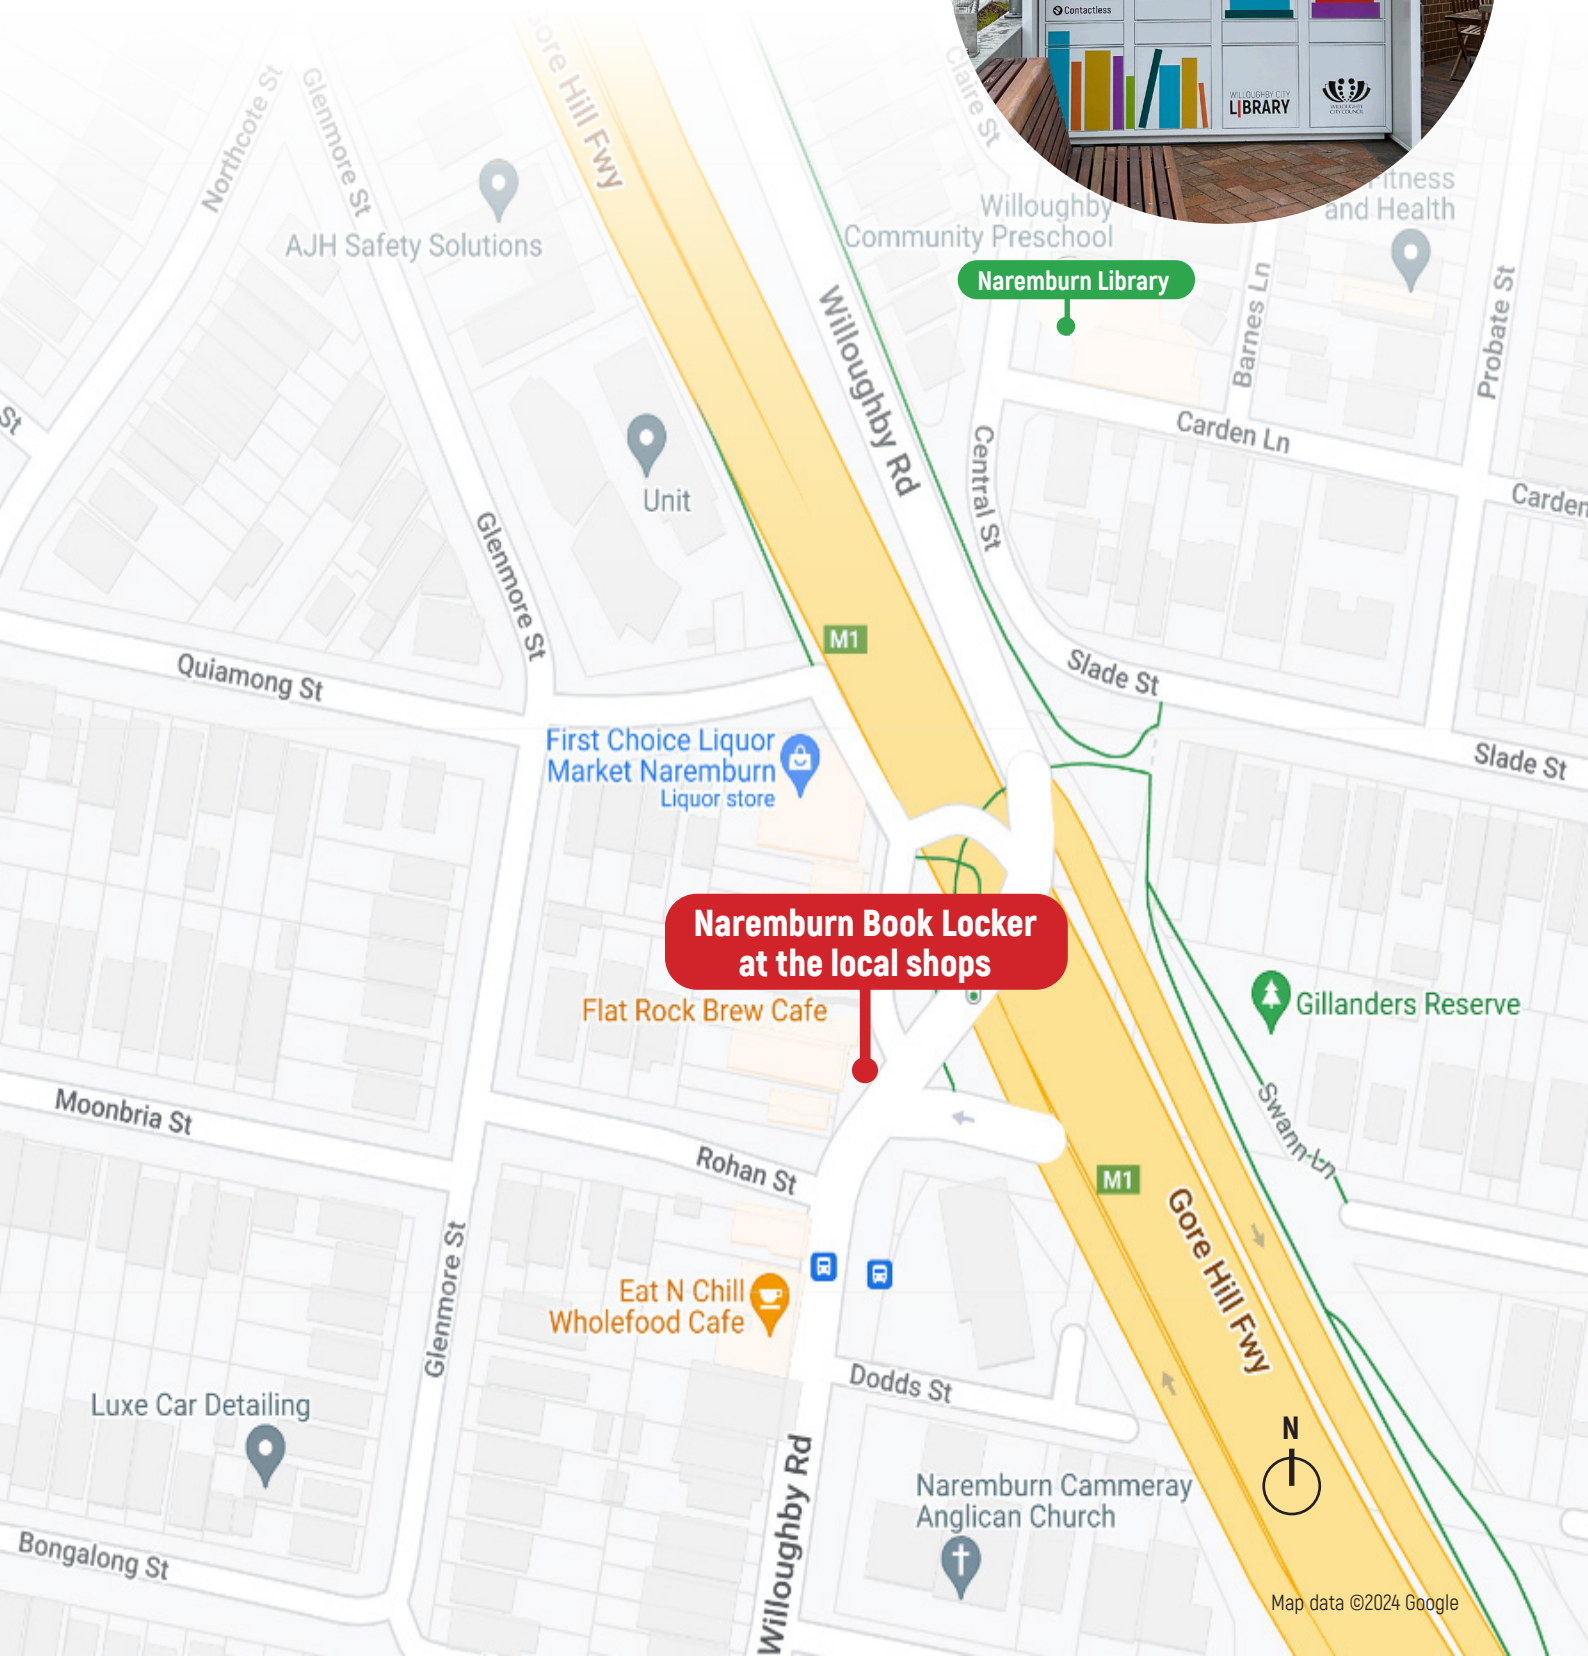 Contactless
WILLOUGHBY CITY
LIBRARY
WILLOUGHBY
CITY COUNCIL
Gore Hill Fwy
Claire St
Northcote St
Glenmore St
AJH Safety Solutions
Willoughby
Community Preschool
Fitness
and Health
Naremburn Library
Willoughby Rd
Barnes Ln
Probate St
St
Unit
Central St
Carden Ln
Carden
Glenmore St
M1
Quiamong St
Slade St
First Choice Liquor
Market Naremburn
Liquor store
Slade St
Naremburn Book Locker
at the local shops
Flat Rock Brew Cafe
Gillanders Reserve
Moonbria St
Rohan St
Swann Ln
M1
Gore Hill Fwy
Glenmore St
Eat N Chill
Wholefood Cafe
Dodds St
Luxe Car Detailing
N
Willoughby Rd
Naremburn Cammeray
Anglican Church
Bongalong St
Map data ©2024 Google